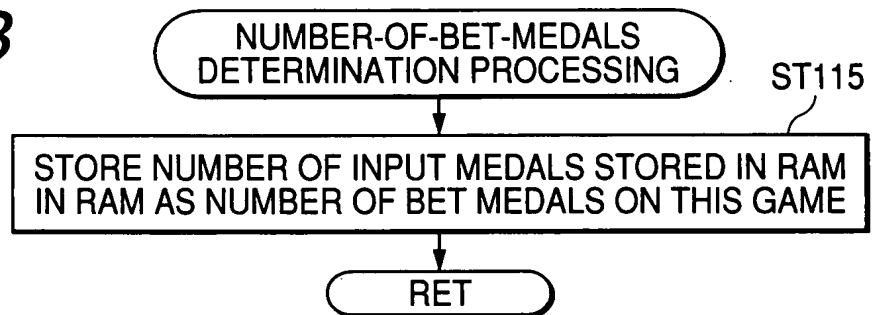 NUMBER-OF-BET-MEDALS
DETERMINATION PROCESSING
ST115
STORE NUMBER OF INPUT MEDALS STORED IN RAM
IN RAM AS NUMBER OF BET MEDALS ON THIS GAME
RET